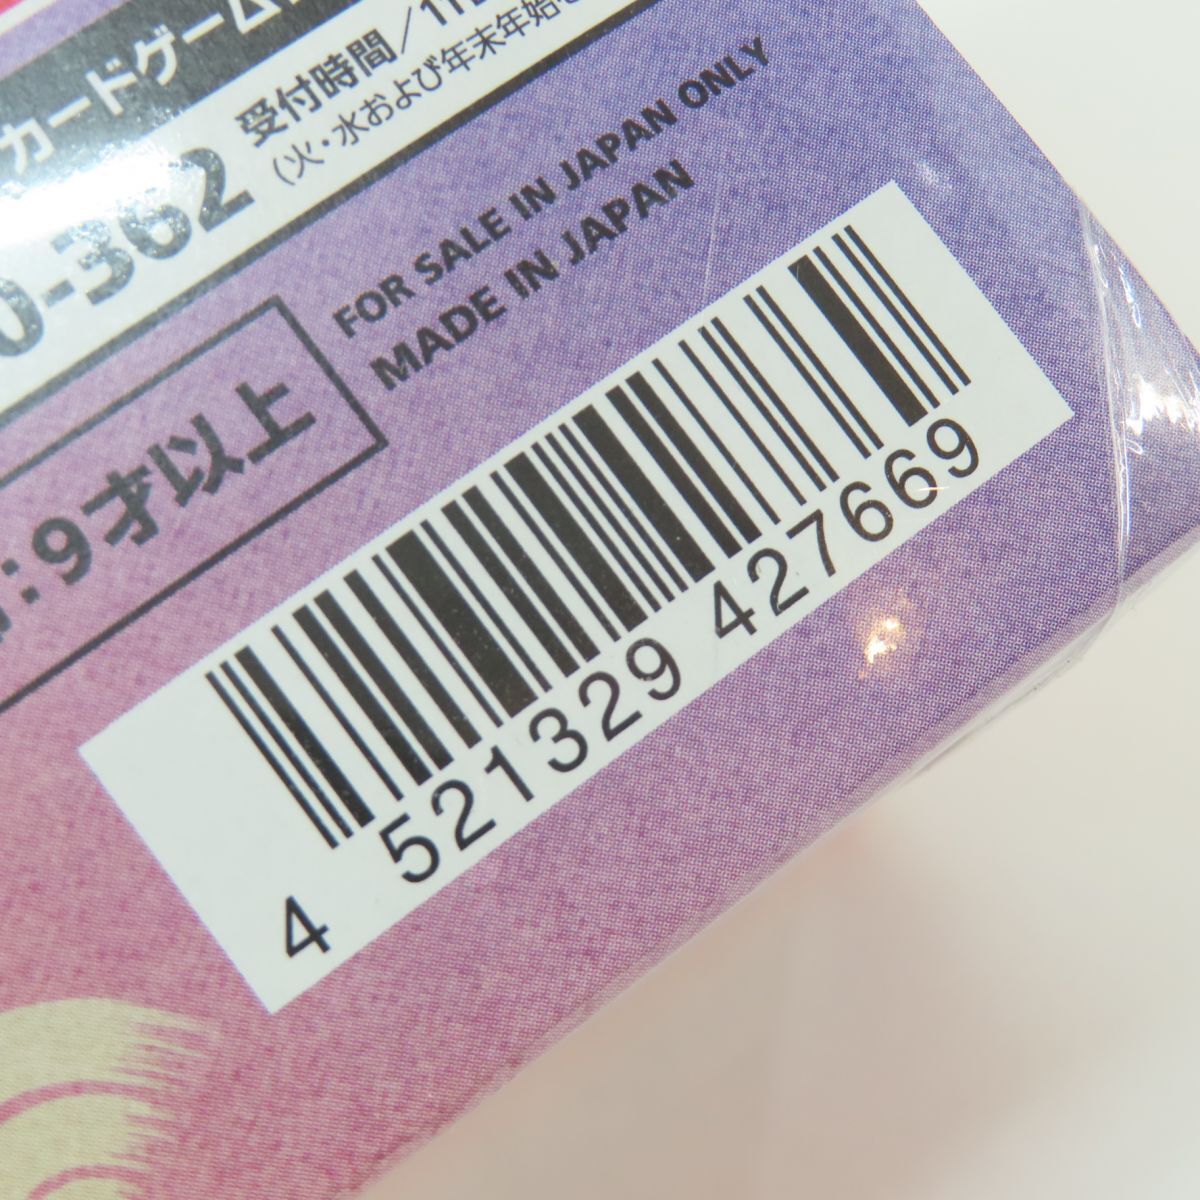 カードゲーム
0-362
受付時間/11
(火・水および年末年始
:9才以上
FOR SALE IN JAPAN ONLY
MADE IN JAPAN
4 521329 427669